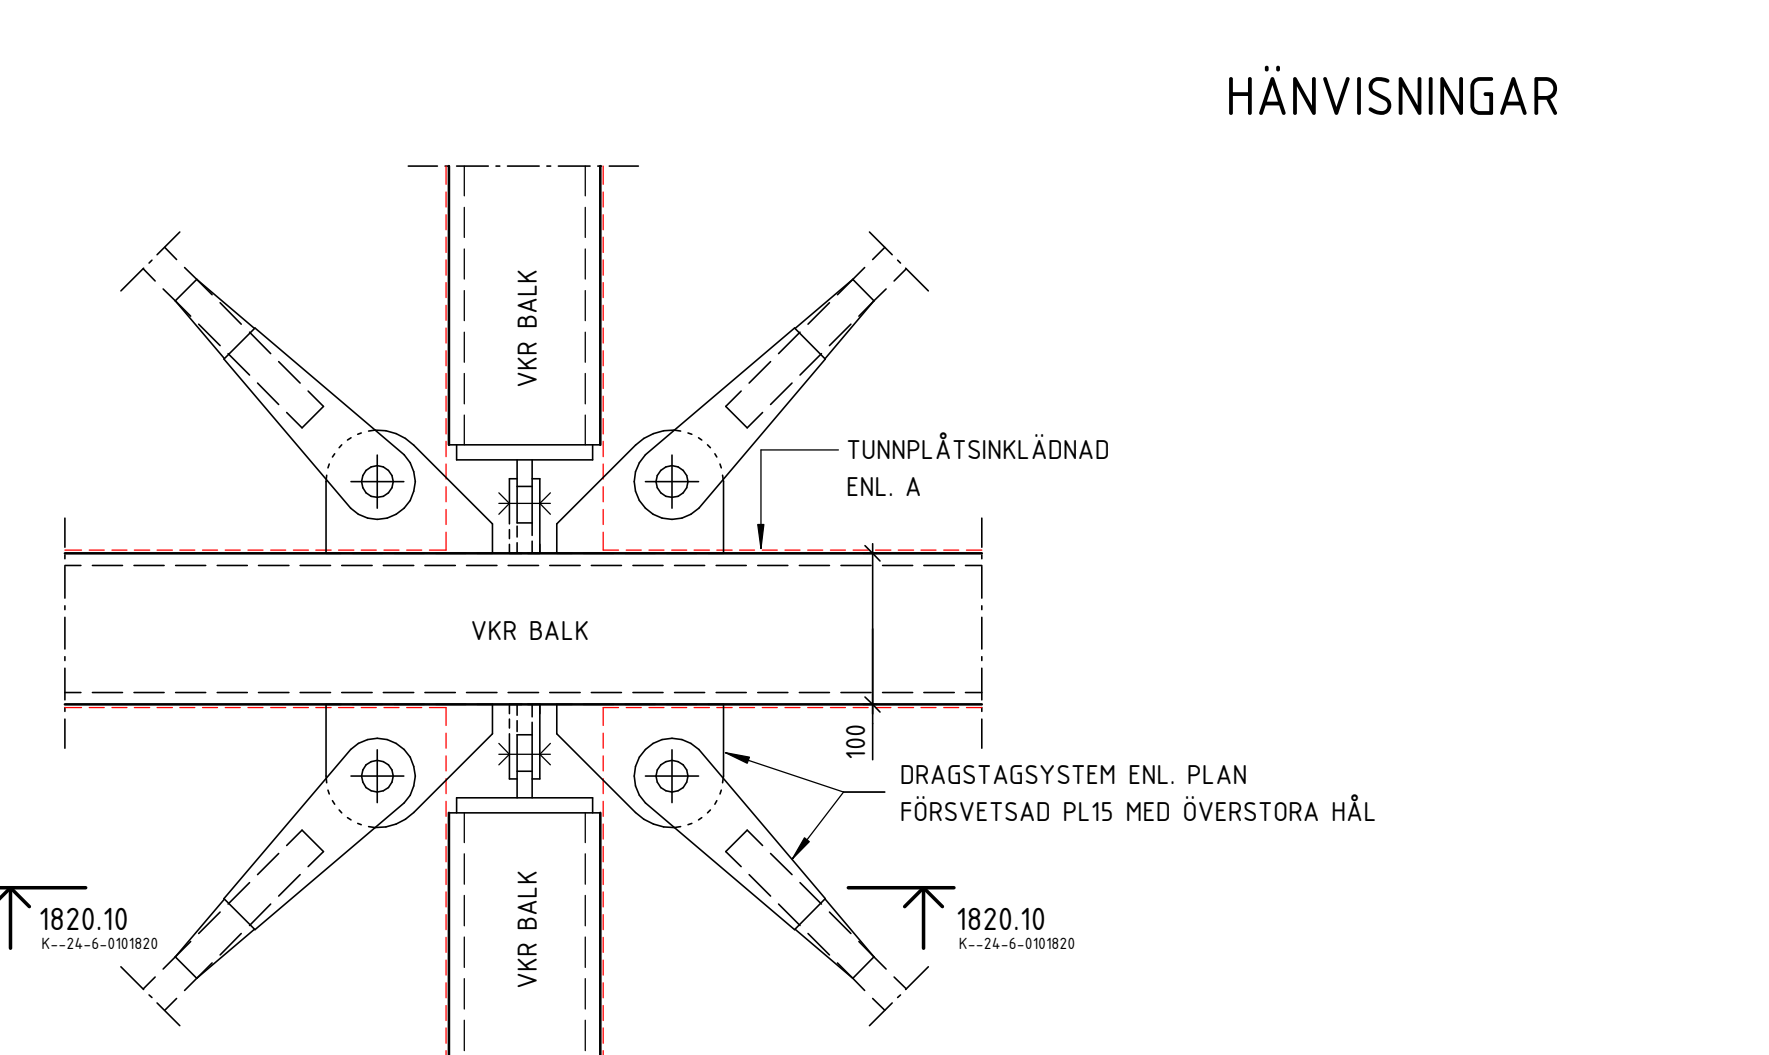 HÄNVISNINGAR
VKR BALK
TUNNPLÅTSINKLÄDNAD
ENL. A
VKR BALK
100
DRAGSTAGSYSTEM ENL. PLAN
FÖRSVETSAD PL15 MED ÖVERSTORA HÅL
VKR BALK
1820.10
K--24-6-0101820
1820.10
K--24-6-0101820